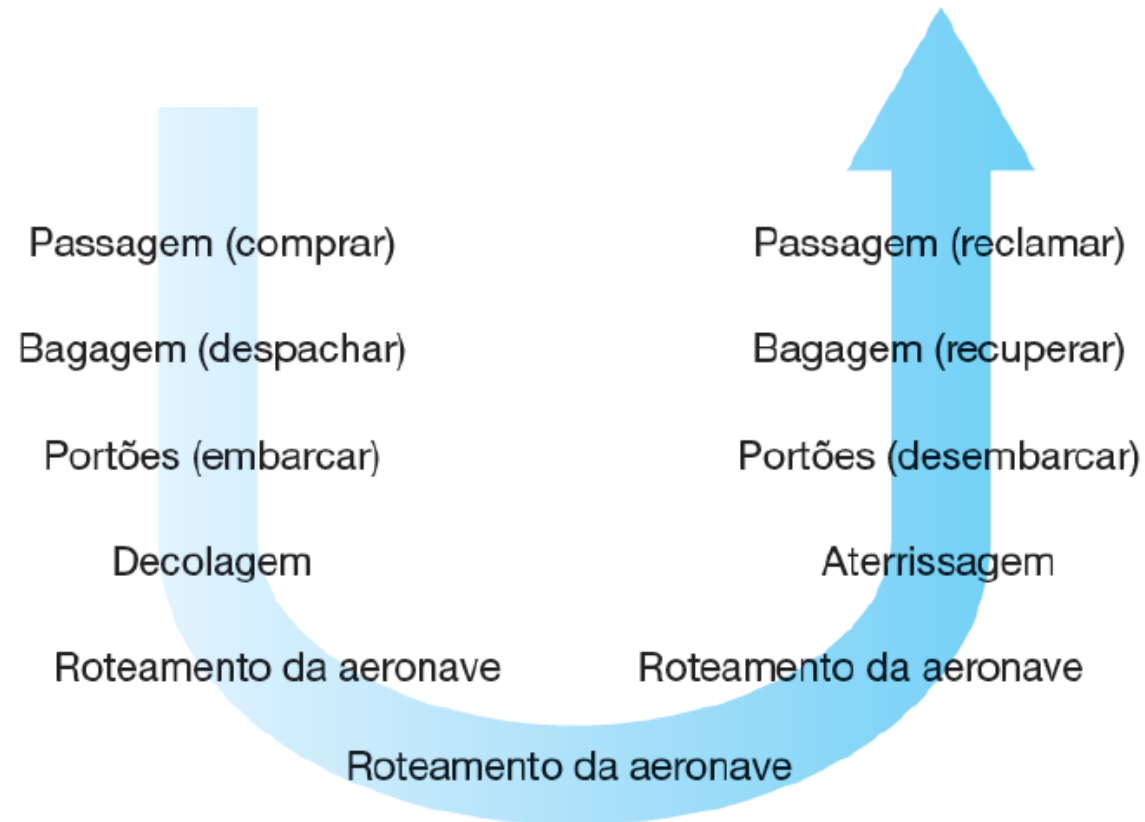 Passagem (comprar)
Bagagem (despachar)
Portões (embarcar)
Decolagem
Roteamento da aeronave
Roteamento da aeronave
Roteamento da aeronave
Aterrissagem
Portões (desembarcar)
Bagagem (recuperar)
Passagem (reclamar)